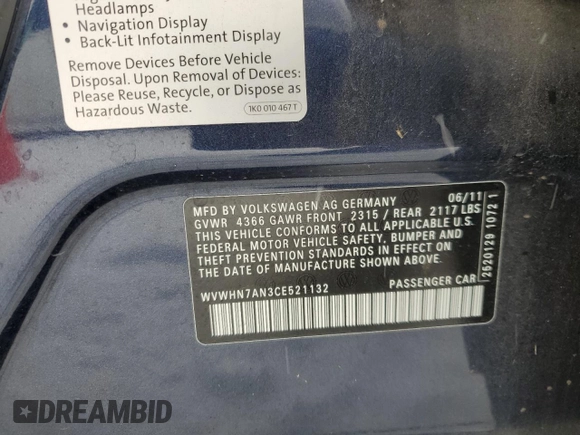 Headlamps
• Navigation Display
• Back-Lit Infotainment Display
Remove Devices Before Vehicle
Disposal. Upon Removal of Devices:
Please Reuse, Recycle, or Dispose as
Hazardous Waste.
1K0 010 467 T
MFD BY VOLKSWAGEN AG GERMANY 06/11
GVWR 4366 GAWR FRONT 2315 / REAR 2117 LBS
THIS VEHICLE CONFORMS TO ALL APPLICABLE U.S.
FEDERAL MOTOR VEHICLE SAFETY, BUMPER AND
THEFT PREVENTION STANDARDS IN EFFECT ON
THE DATE OF MANUFACTURE SHOWN ABOVE.
WVWHN7AN3CE521132 PASSENGER CAR
2520129 10721
DREAMBID